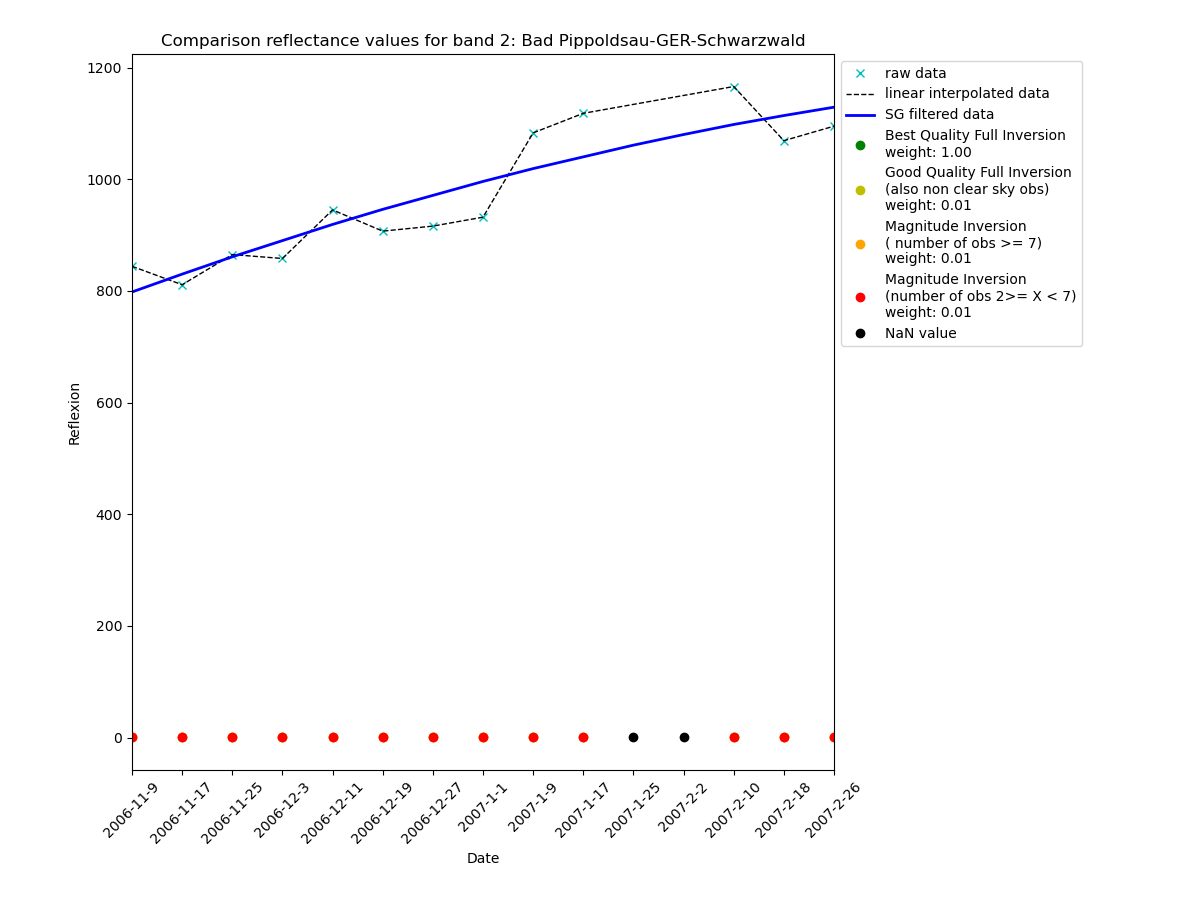 Comparison reflectance values for band 2: Bad Pippoldsau-GER-Schwarzwald
1200
1000
800
600
400
200
0
Reflexion
2006-11-9
2006-11-17
2006-11-25
2006-12-3
2006-12-11
2006-12-19
2006-12-27
2007-1-1
2007-1-9
2007-1-17
2007-1-25
2007-2-2
2007-2-10
2007-2-18
2007-2-26
Date
raw data
linear interpolated data
SG filtered data
Best Quality Full Inversion
weight: 1.00
Good Quality Full Inversion
(also non clear sky obs)
weight: 0.01
Magnitude Inversion
( number of obs >= 7)
weight: 0.01
Magnitude Inversion
(number of obs 2>= X < 7)
weight: 0.01
NaN value